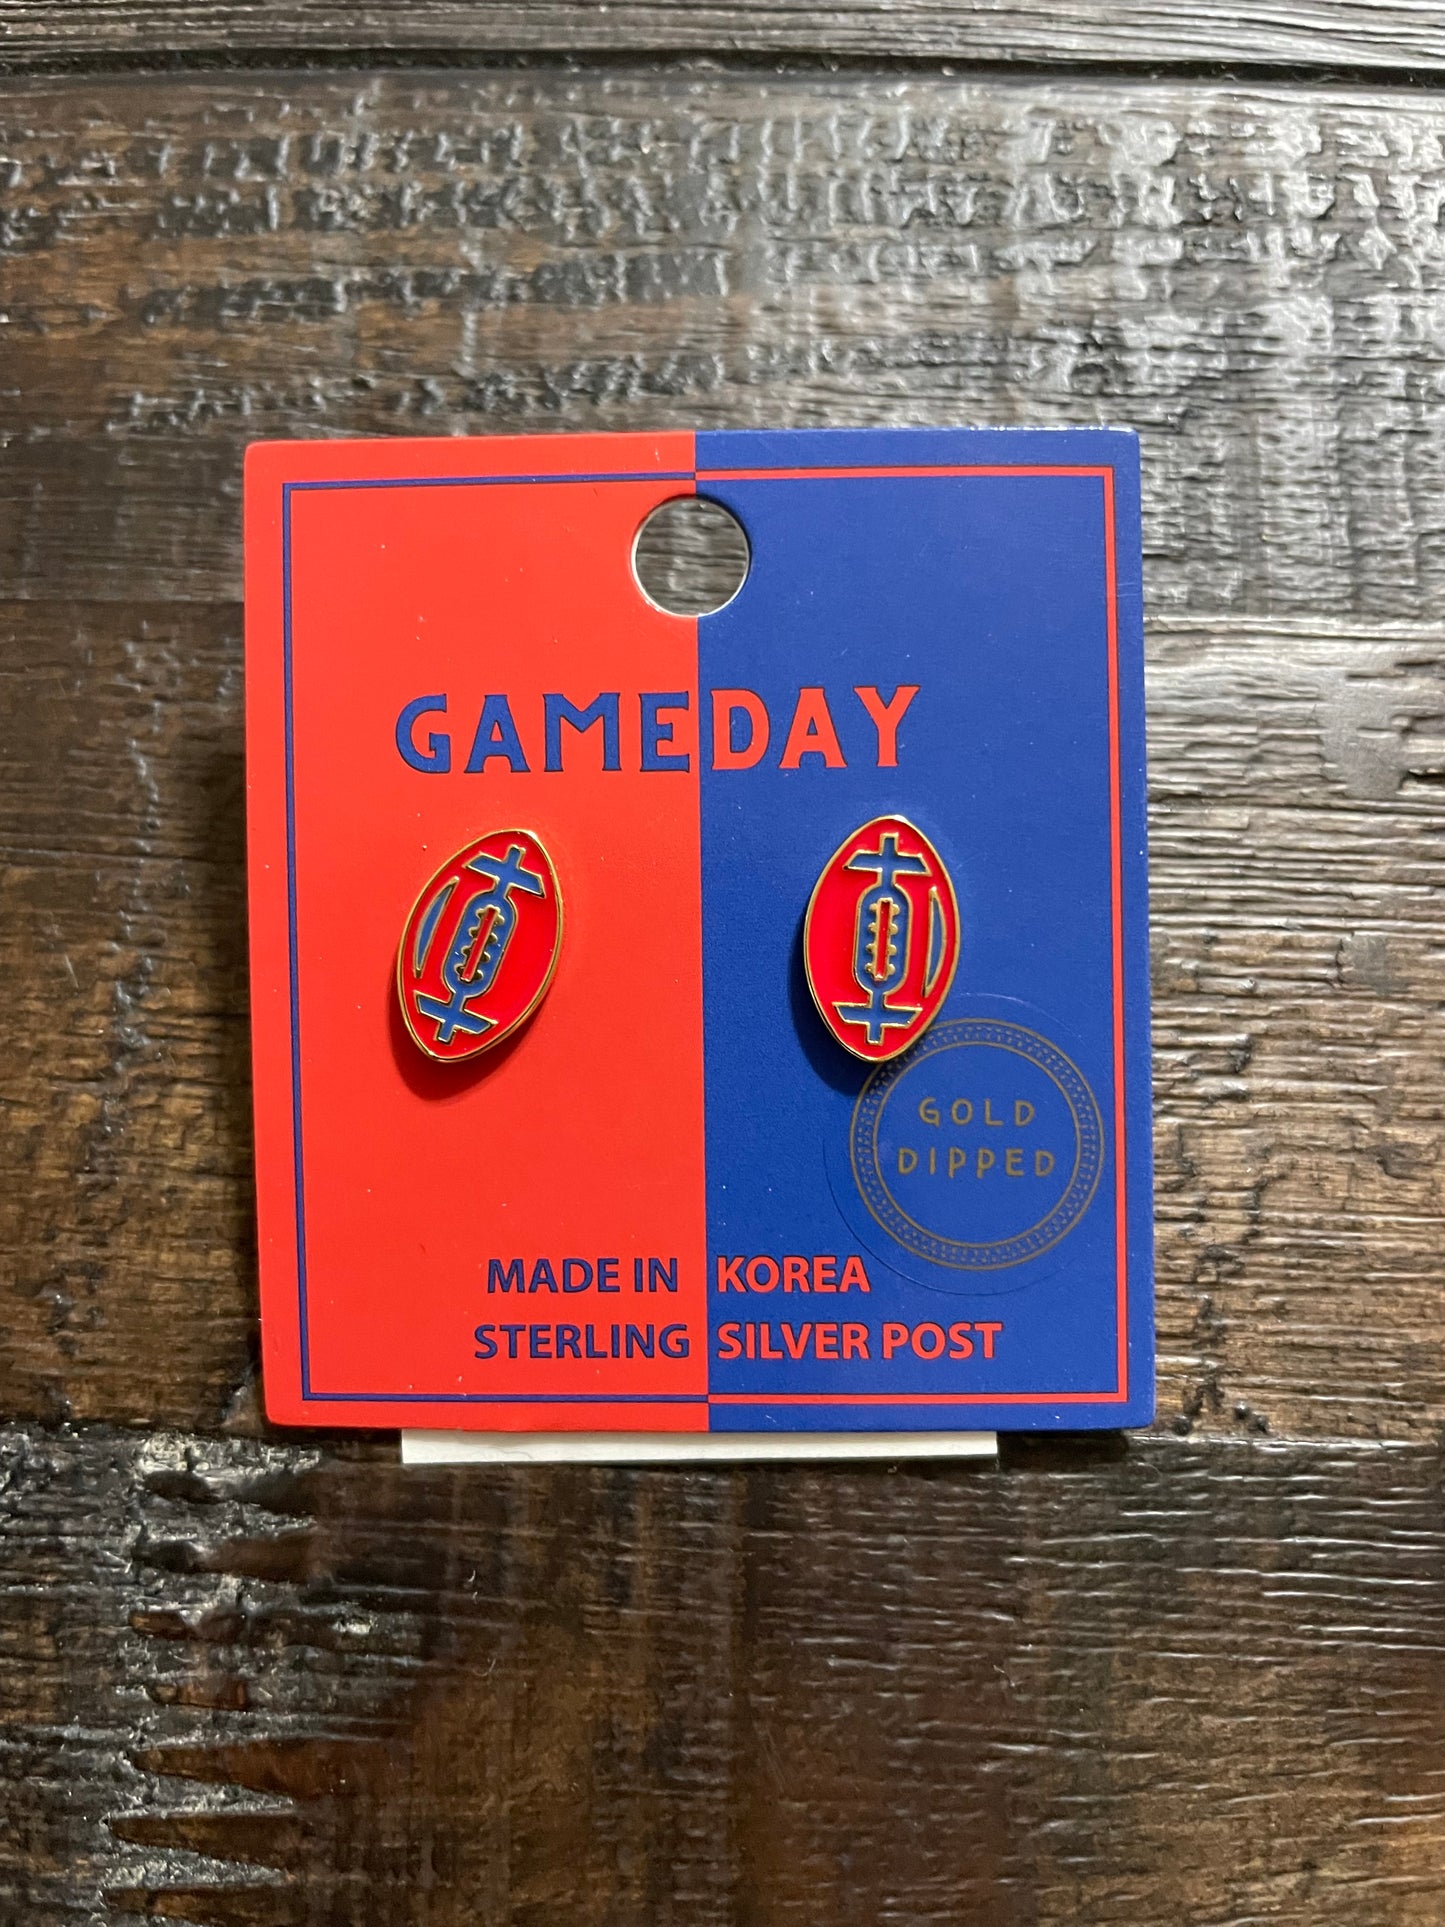 GAMEDAY
GOLD
DIPPED
MADE IN KOREA
STERLING SILVER POST